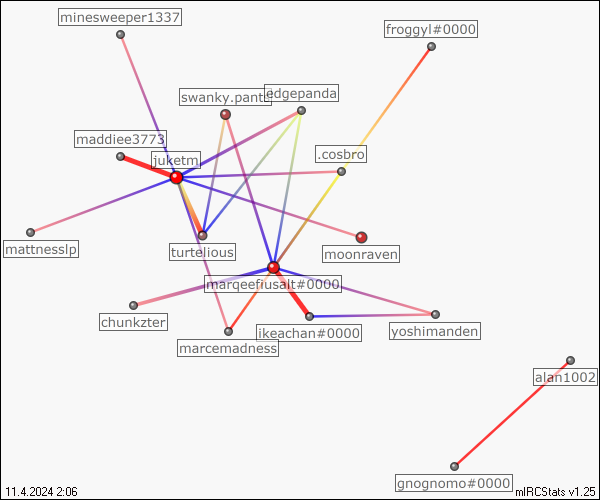 minesweeper1337
froggyl#0000
edgepanda
swanky.pants
maddiee3773
.cosbro
juketm
mattnesslp
turtelious
moonraven
marqeefiusalt#0000
chunkzter
yoshimanden
ikeachan#0000
marcemadness
alan1002
gnognomo#0000
11.4.2024 2:06
mIRCStats v1.25